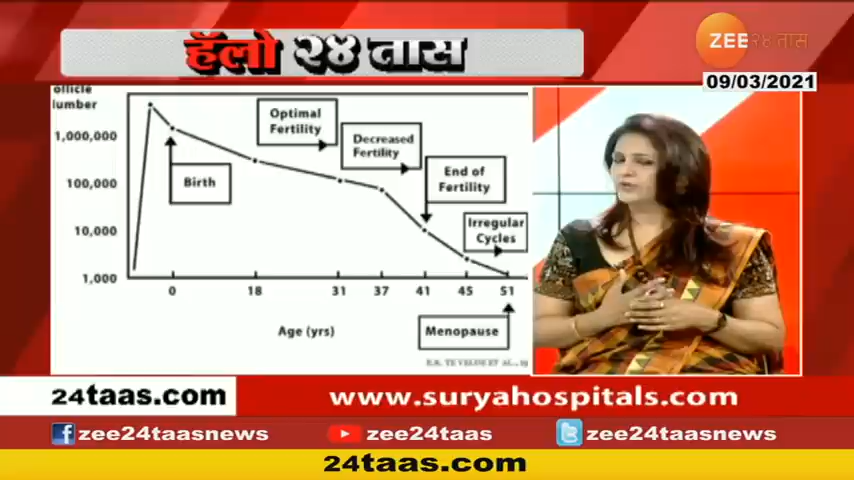 हॅलो २४ तास
ZEE २४ तास
09/03/2021
ollicle
lumber
1,000,000
100,000
10,000
1,000
Optimal
Fertility
Decreased
Fertility
End of
Fertility
Irregular
Cycles
Birth
0 18 31 37 41 45 51
Age (yrs)
Menopause
24taas.com
www.suryahospitals.com
zee24taasnews
zee24taas
zee24taasnews
24taas.com